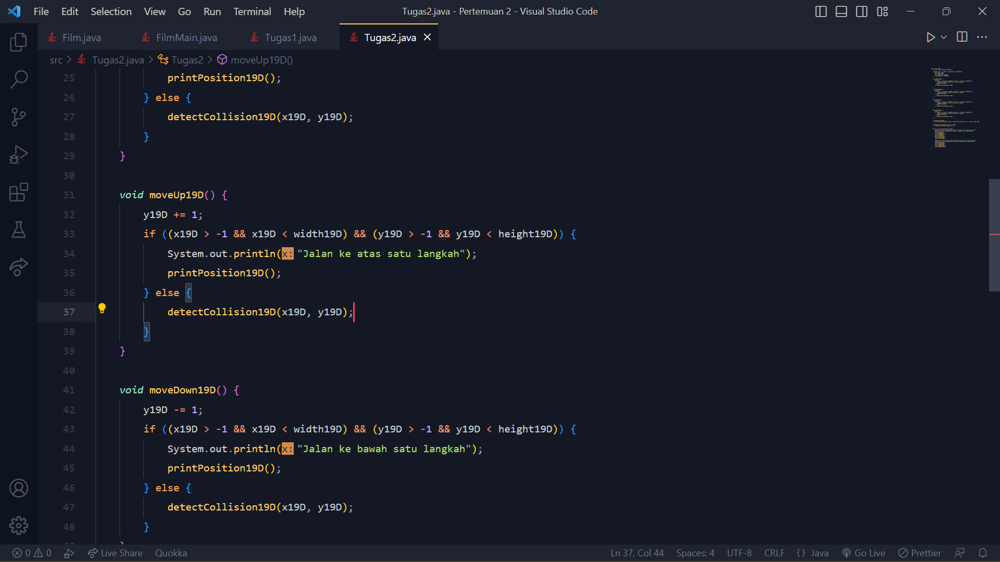 File Edit Selection View Go Run Terminal Help
Tugas2.java - Pertemuan 2 - Visual Studio Code
Film.java FilmMain.java Tugas1.java Tugas2.java
src > Tugas2.java > Tugas2 > moveUp19D()
25 printPosition19D();
26 } else {
27 detectCollision19D(x19D, y19D);
28 }
29 }
30
31 void moveUp19D() {
32 y19D += 1;
33 if ((x19D > -1 && x19D < width19D) && (y19D > -1 && y19D < height19D)) {
34 System.out.println(x: "Jalan ke atas satu langkah");
35 printPosition19D();
36 } else {
37 detectCollision19D(x19D, y19D);
38 }
39 }
40
41 void moveDown19D() {
42 y19D -= 1;
43 if ((x19D > -1 && x19D < width19D) && (y19D > -1 && y19D < height19D)) {
44 System.out.println(x: "Jalan ke bawah satu langkah");
45 printPosition19D();
46 } else {
47 detectCollision19D(x19D, y19D);
48 }
0 0 Live Share Quokka Ln 37, Col 44 Spaces: 4 UTF-8 CRLF {} Java Go Live Prettier